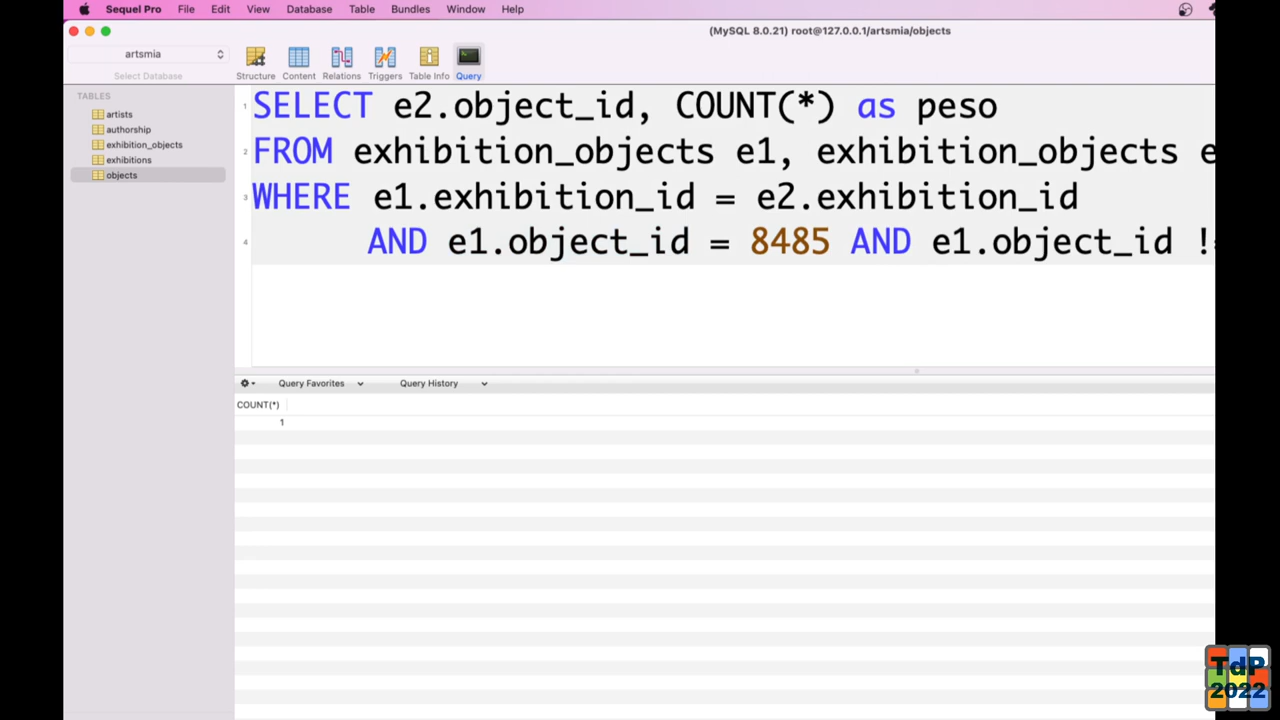 Sequel Pro File Edit View Database Table Bundles Window Help
(MySQL 8.0.21) root@127.0.0.1/artsmia/objects
artsmia
Select Database
Structure Content Relations Triggers Table Info Query
TABLES
artists
authorship
exhibition_objects
exhibitions
objects
1 SELECT e2.object_id, COUNT(*) as peso
2 FROM exhibition_objects e1, exhibition_objects e
3 WHERE e1.exhibition_id = e2.exhibition_id
4 AND e1.object_id = 8485 AND e1.object_id !
Query Favorites Query History
COUNT(*)
1
TdP
2022